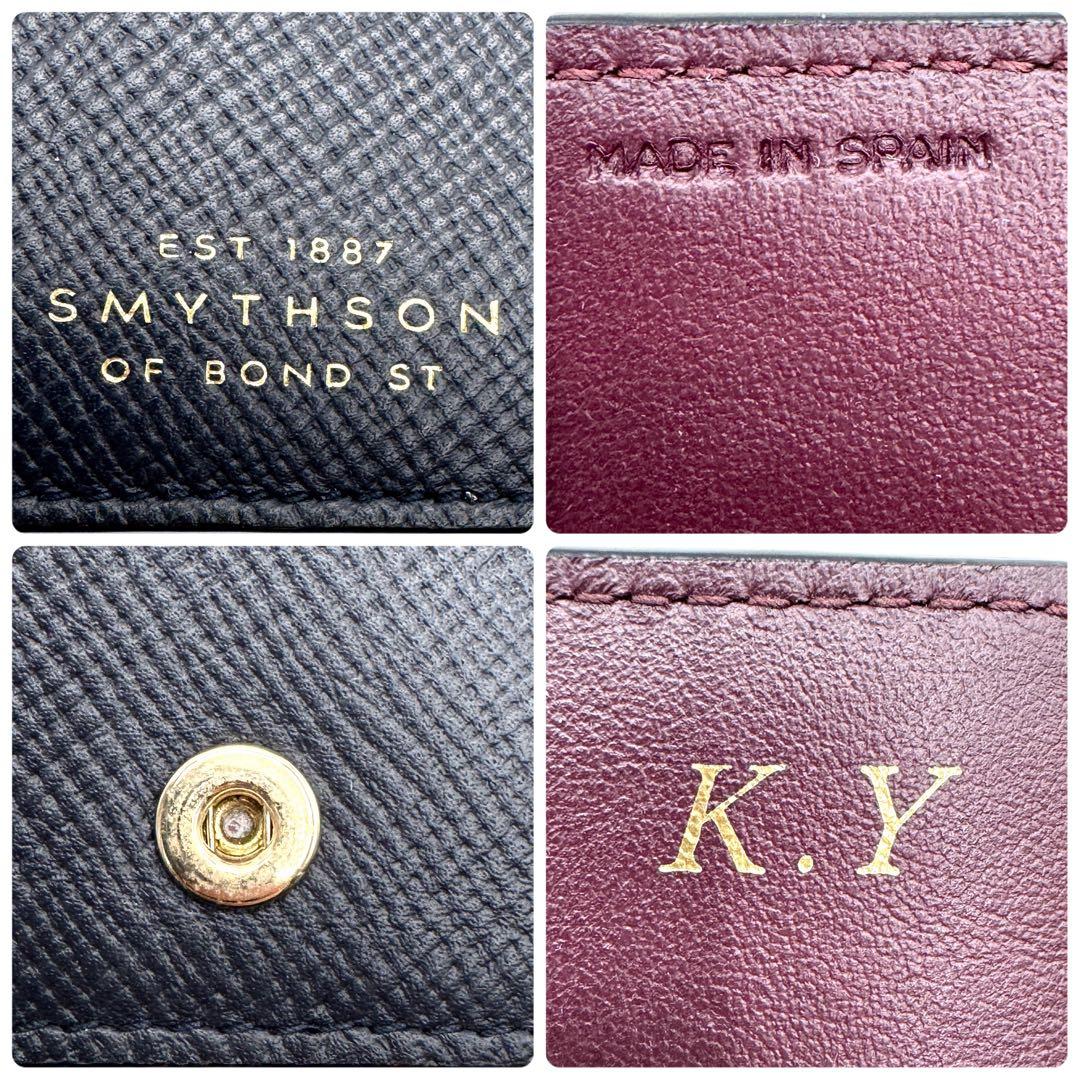 EST 1887
SMYTHSON
OF BOND ST
MADE IN SPAIN
K.Y